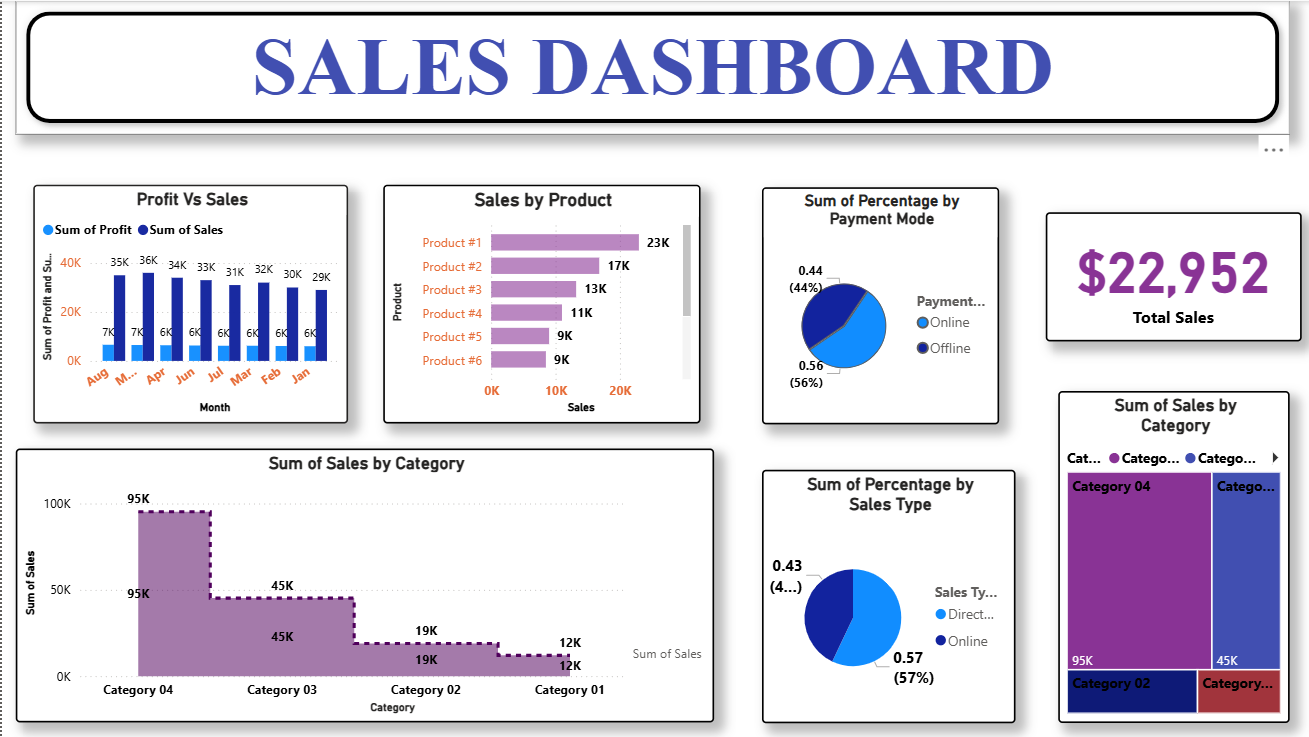 SALES DASHBOARD
...
Profit Vs Sales
Sum of Profit Sum of Sales
Sum of Profit and Su...
40K
20K
0K
35K 36K 34K 33K 31K 32K 30K 29K
7K 7K 6K 6K 6K 6K 6K 6K
Aug M... Apr Jun Jul Mar Feb Jan
Month
Sales by Product
Product
Product #1 23K
Product #2 17K
Product #3 13K
Product #4 11K
Product #5 9K
Product #6 9K
0K 10K 20K
Sales
Sum of Percentage by
Payment Mode
0.44
(44%)
0.56
(56%)
Payment...
Online
Offline
$22,952
Total Sales
Sum of Sales by Category
Sum of Sales
100K
50K
0K
95K
95K
45K
45K
19K
19K
12K
12K
Sum of Sales
Category 04 Category 03 Category 02 Category 01
Category
Sum of Percentage by
Sales Type
0.43
(4...)
0.57
(57%)
Sales Ty...
Direct...
Online
Sum of Sales by
Category
Cat... Catego... Catego...
Category 04 Catego...
95K 45K
Category 02 Category...